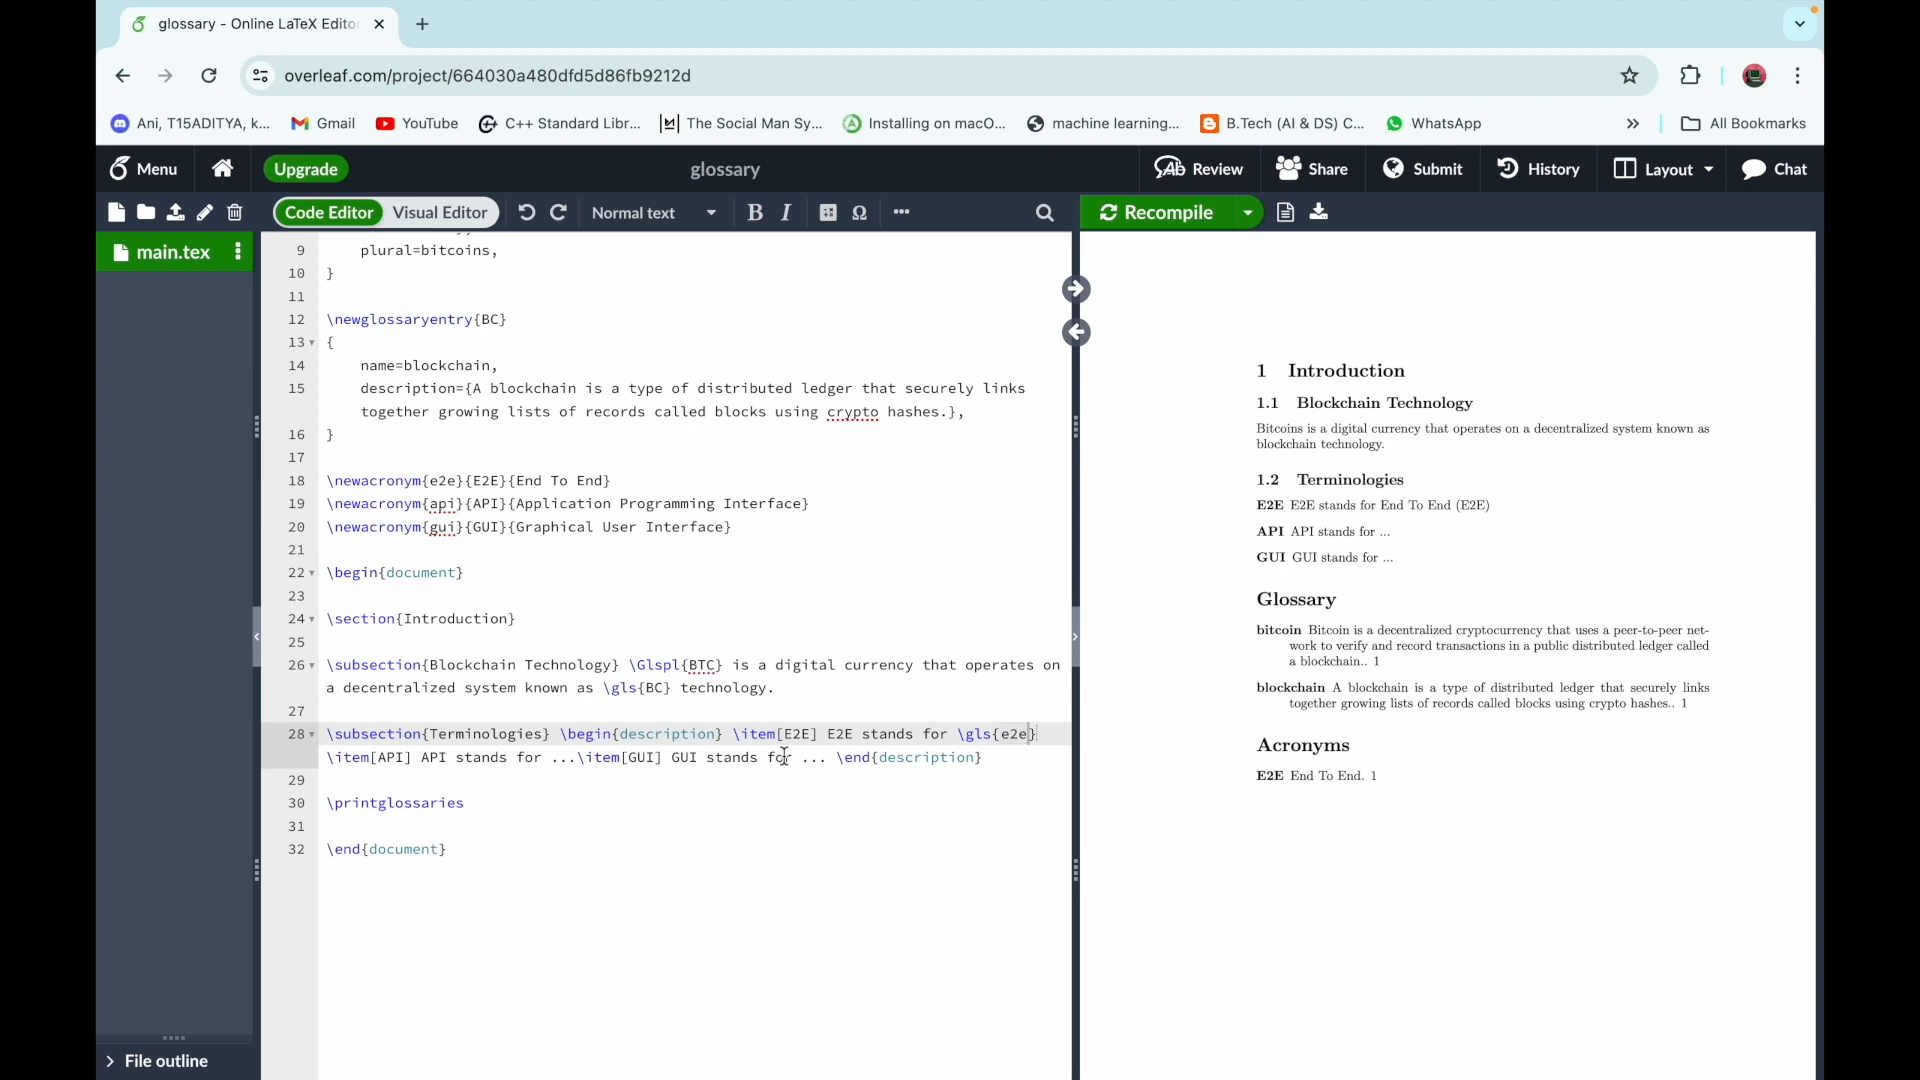 glossary - Online LaTeX Edito
overleaf.com/project/664030a480dfd5d86fb9212d
Ani, T15ADITYA, k...
Gmail
YouTube
C++ Standard Libr...
The Social Man Sy...
Installing on macO...
machine learning...
B.Tech (AI & DS) C...
WhatsApp
All Bookmarks
Menu
Upgrade
glossary
Review
Share
Submit
History
Layout
Chat
Code Editor
Visual Editor
Normal text
B
I
Ω
Recompile
main.tex
9 plural=bitcoins,
10 }
11
12 \newglossaryentry{BC}
13 {
14 name=blockchain,
15 description={A blockchain is a type of distributed ledger that securely links
together growing lists of records called blocks using crypto hashes.},
16 }
17
18 \newacronym{e2e}{E2E}{End To End}
19 \newacronym{api}{API}{Application Programming Interface}
20 \newacronym{gui}{GUI}{Graphical User Interface}
21
22 \begin{document}
23
24 \section{Introduction}
25
26 \subsection{Blockchain Technology} \Glspl{BTC} is a digital currency that operates on
a decentralized system known as \gls{BC} technology.
27
28 \subsection{Terminologies} \begin{description} \item[E2E] E2E stands for \gls{e2e}
\item[API] API stands for ...\item[GUI] GUI stands for ... \end{description}
29
30 \printglossaries
31
32 \end{document}
File outline
1 Introduction
1.1 Blockchain Technology
Bitcoins is a digital currency that operates on a decentralized system known as
blockchain technology.
1.2 Terminologies
E2E E2E stands for End To End (E2E)
API API stands for ...
GUI GUI stands for ...
Glossary
bitcoin Bitcoin is a decentralized cryptocurrency that uses a peer-to-peer net-
work to verify and record transactions in a public distributed ledger called
a blockchain.. 1
blockchain A blockchain is a type of distributed ledger that securely links
together growing lists of records called blocks using crypto hashes.. 1
Acronyms
E2E End To End. 1